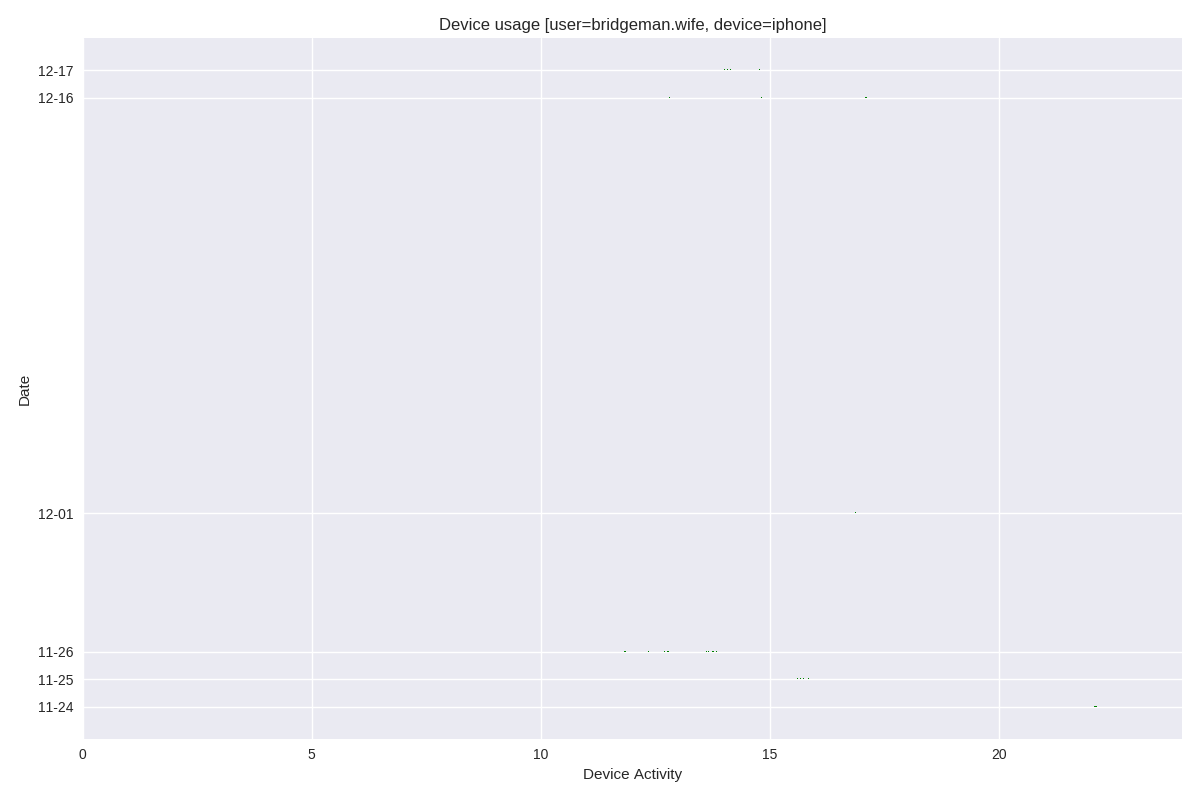 Device usage [user=bridgeman.wife, device=iphone]
12-17
12-16
Date
12-01
11-26
11-25
11-24
0 5 10 15 20
Device Activity